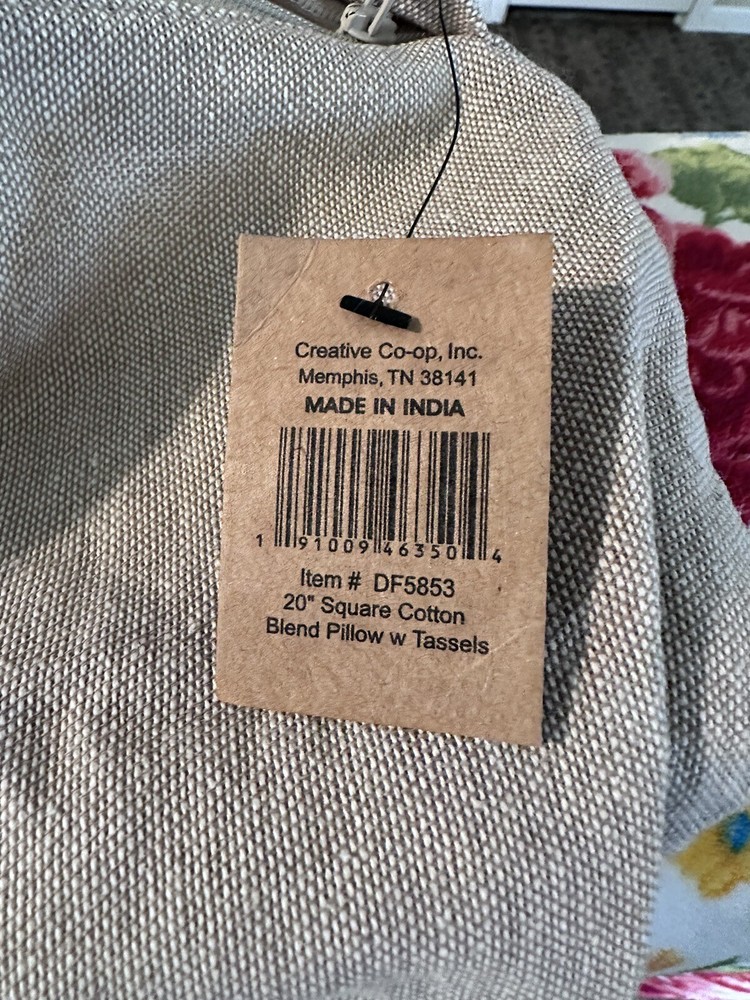 Creative Co-op, Inc.
Memphis, TN 38141
MADE IN INDIA
1 91009 46350 4
Item # DF5853
20" Square Cotton
Blend Pillow w Tassels